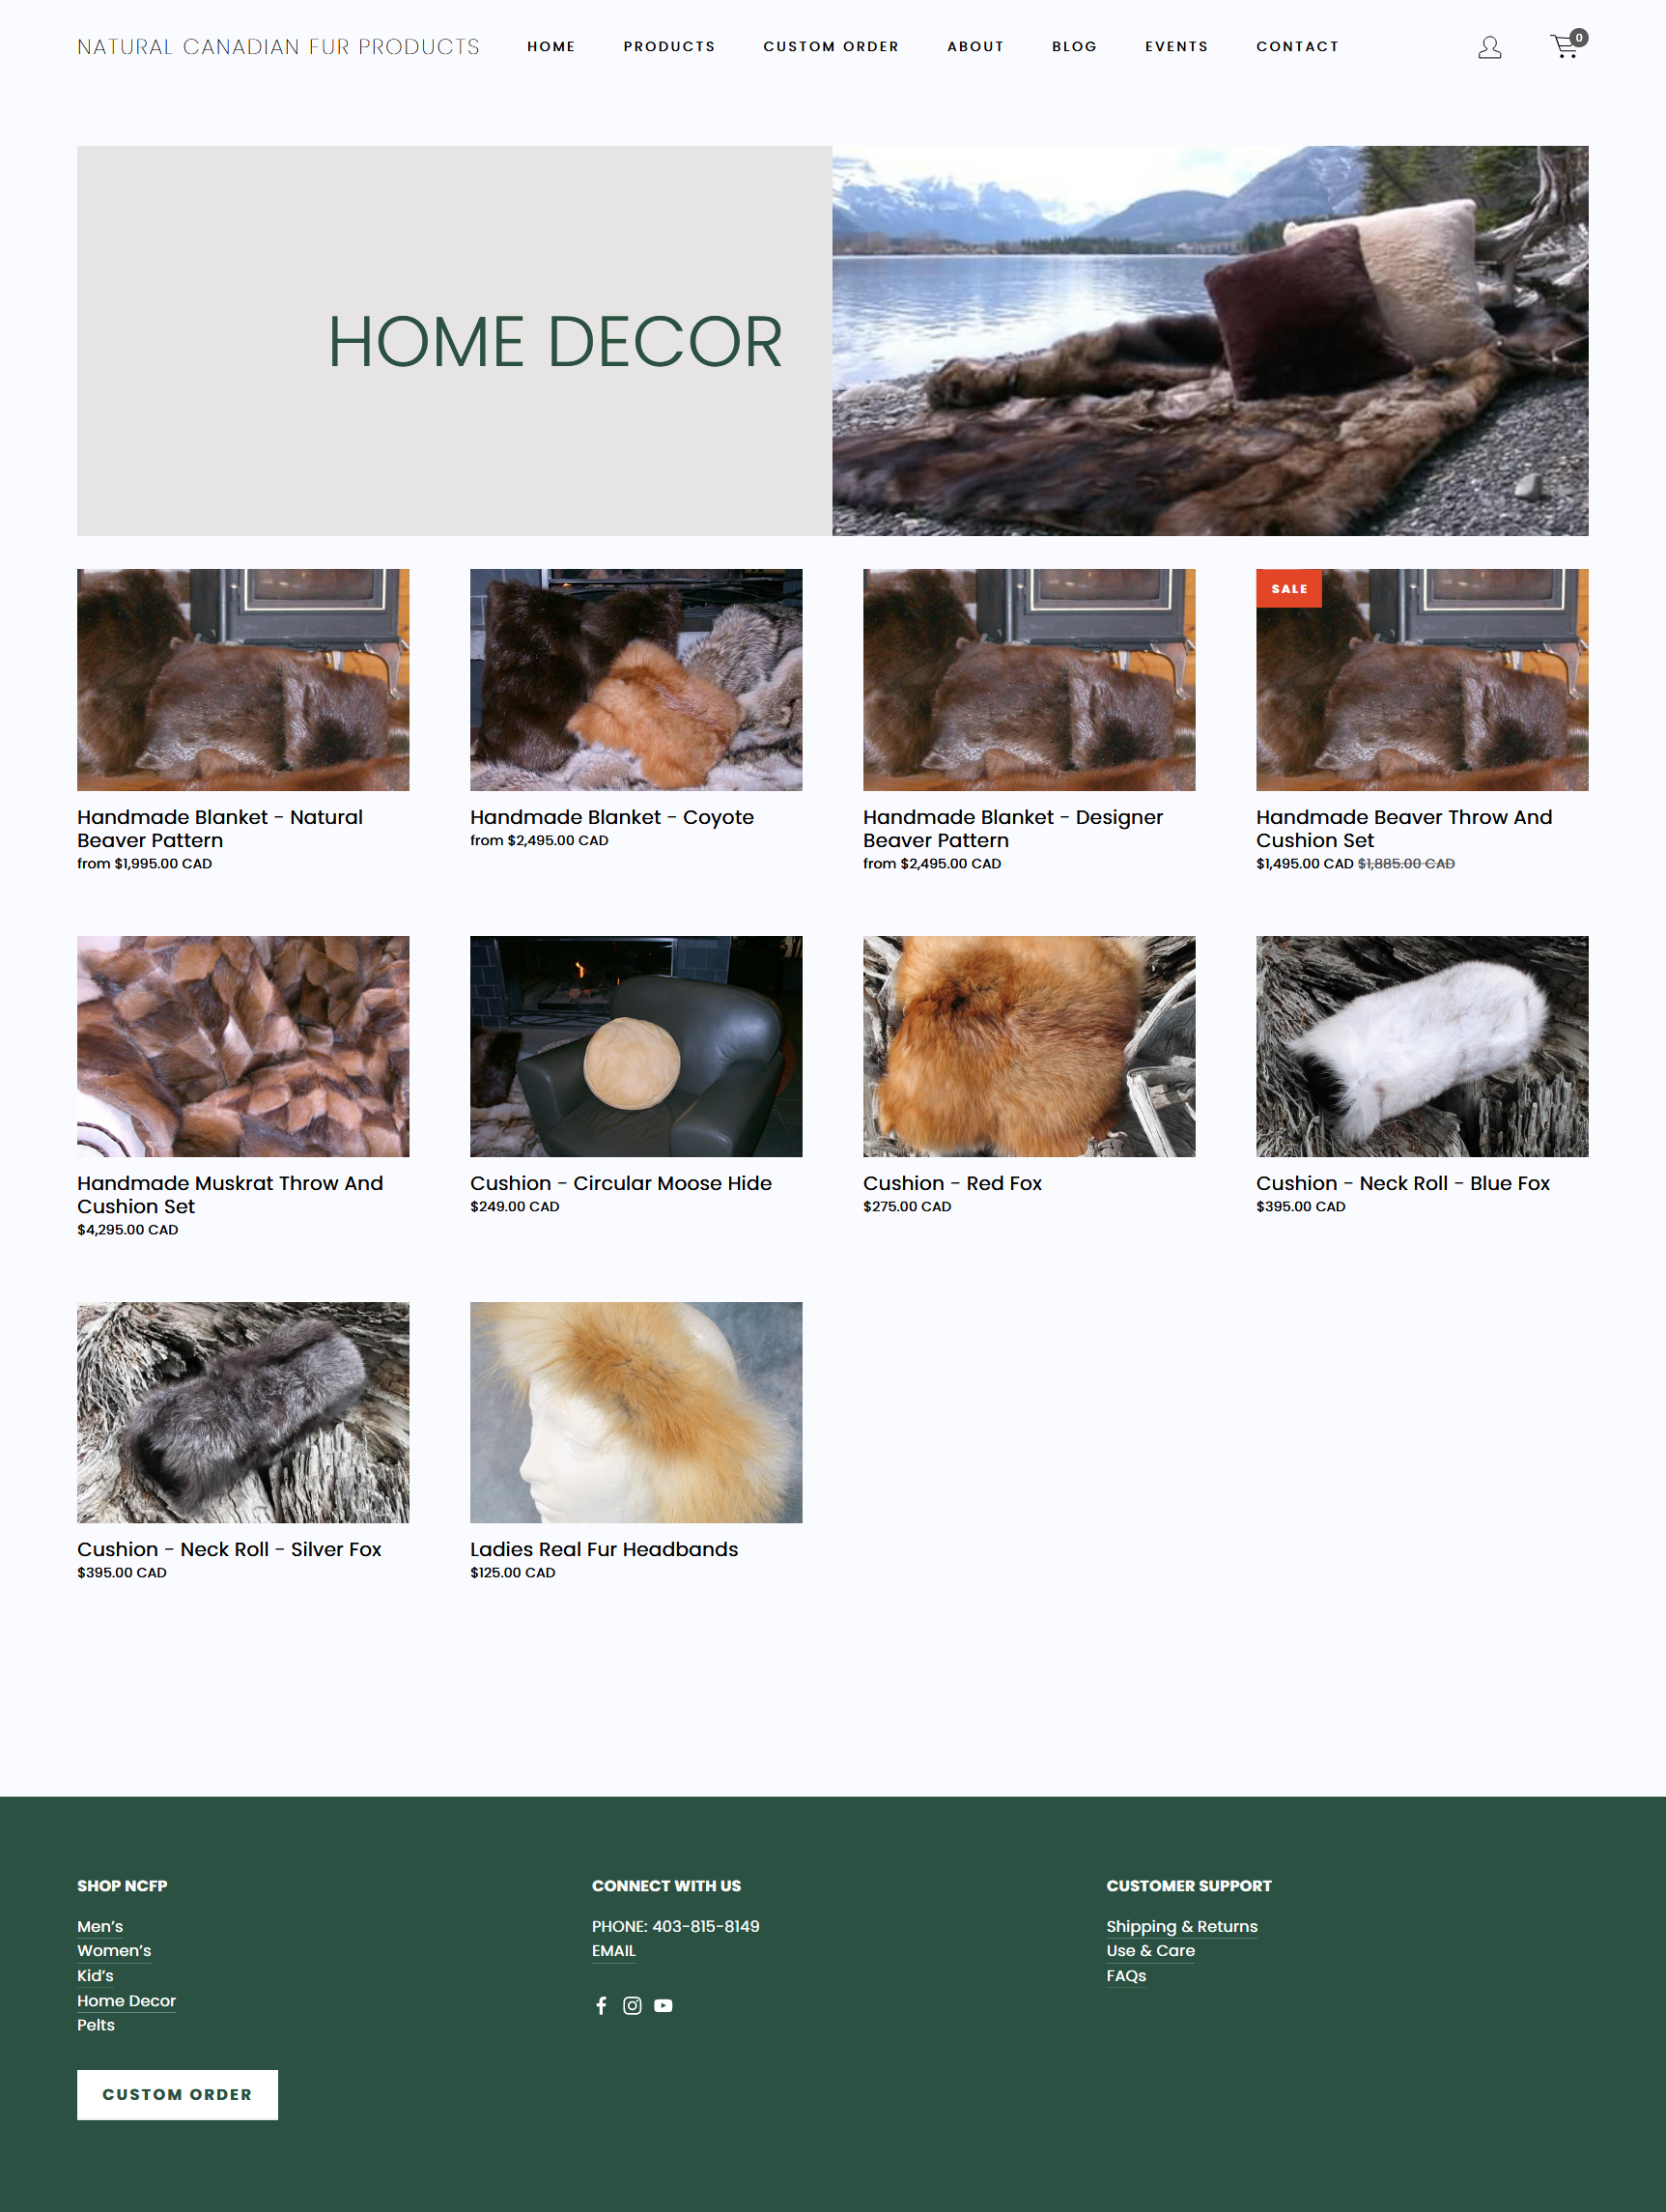 NATURAL CANADIAN FUR PRODUCTS
HOME
PRODUCTS
CUSTOM ORDER
ABOUT
BLOG
EVENTS
CONTACT
0
HOME DECOR
Handmade Blanket - Natural
Beaver Pattern
from $1,995.00 CAD
Handmade Blanket - Coyote
from $2,495.00 CAD
Handmade Blanket - Designer
Beaver Pattern
from $2,495.00 CAD
SALE
Handmade Beaver Throw And
Cushion Set
$1,495.00 CAD $1,885.00 CAD
Handmade Muskrat Throw And
Cushion Set
$4,295.00 CAD
Cushion - Circular Moose Hide
$249.00 CAD
Cushion - Red Fox
$275.00 CAD
Cushion - Neck Roll - Blue Fox
$395.00 CAD
Cushion - Neck Roll - Silver Fox
$395.00 CAD
Ladies Real Fur Headbands
$125.00 CAD
SHOP NCFP
Men's
Women's
Kid's
Home Decor
Pelts
CUSTOM ORDER
CONNECT WITH US
PHONE: 403-815-8149
EMAIL
CUSTOMER SUPPORT
Shipping & Returns
Use & Care
FAQs